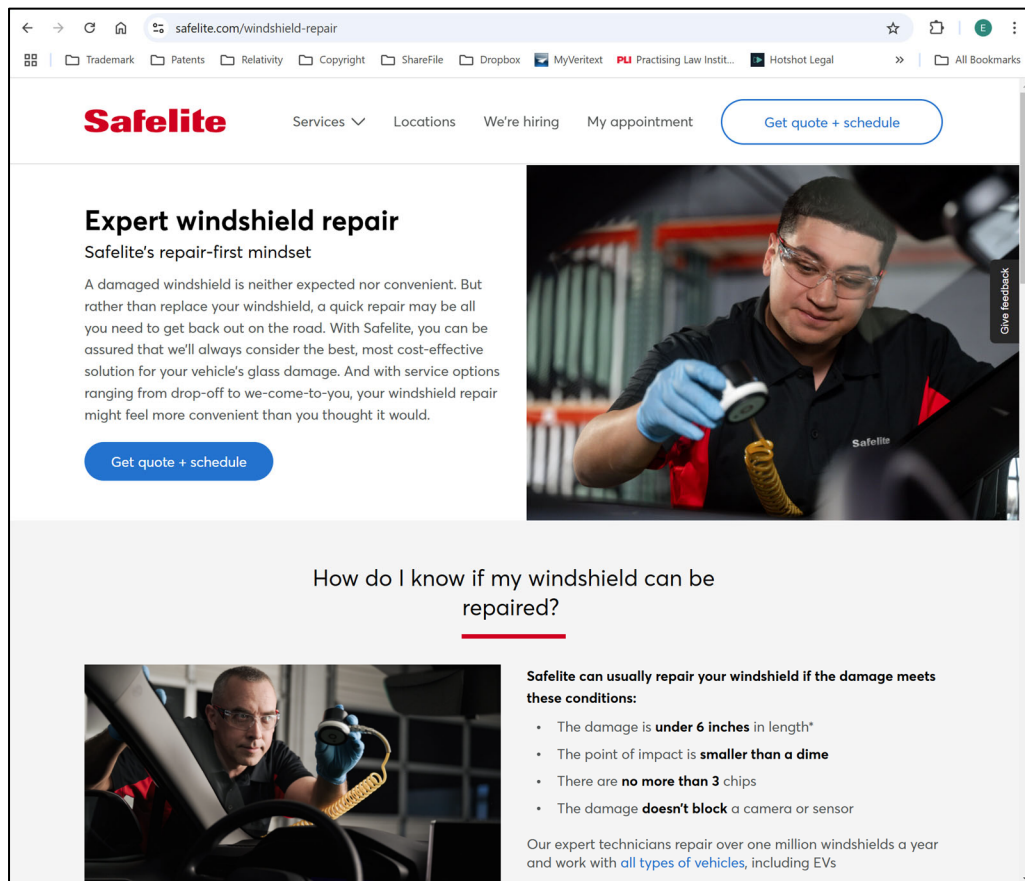 safelite.com/windshield-repair
E
Trademark Patents Relativity Copyright ShareFile Dropbox MyVeritext PLI Practising Law Instit... Hotshot Legal » All Bookmarks
Safelite Services Locations We're hiring My appointment Get quote + schedule
Expert windshield repair
Safelite's repair-first mindset
A damaged windshield is neither expected nor convenient. But
rather than replace your windshield, a quick repair may be all
you need to get back out on the road. With Safelite, you can be
assured that we'll always consider the best, most cost-effective
solution for your vehicle's glass damage. And with service options
ranging from drop-off to we-come-to-you, your windshield repair
might feel more convenient than you thought it would.
Get quote + schedule
Safelite
Give feedback
How do I know if my windshield can be
repaired?
Safelite can usually repair your windshield if the damage meets
these conditions:
• The damage is under 6 inches in length*
• The point of impact is smaller than a dime
• There are no more than 3 chips
• The damage doesn't block a camera or sensor
Our expert technicians repair over one million windshields a year
and work with all types of vehicles, including EVs